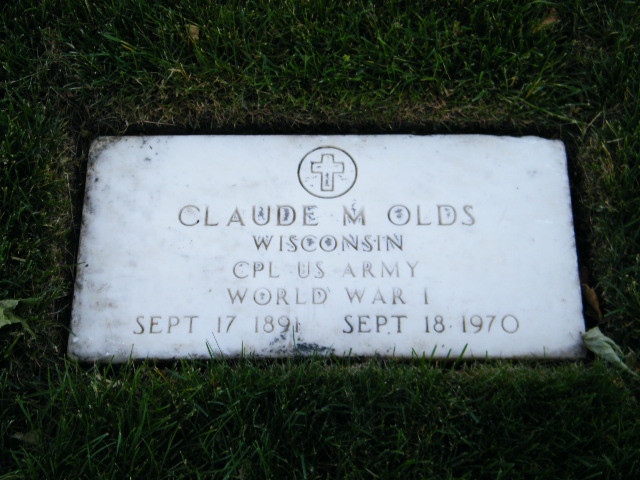 CLAUDE M OLDS
WISCONSIN
CPL US ARMY
WORLD WAR I
SEPT 17 1891 SEPT 18 1970